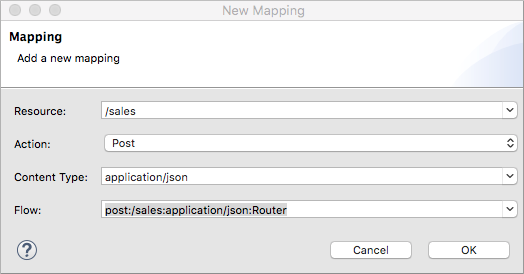 New Mapping
Mapping
Add a new mapping
Resource: /sales
Action: Post
Content Type: application/json
Flow: post:/sales:application/json:Router
? Cancel OK